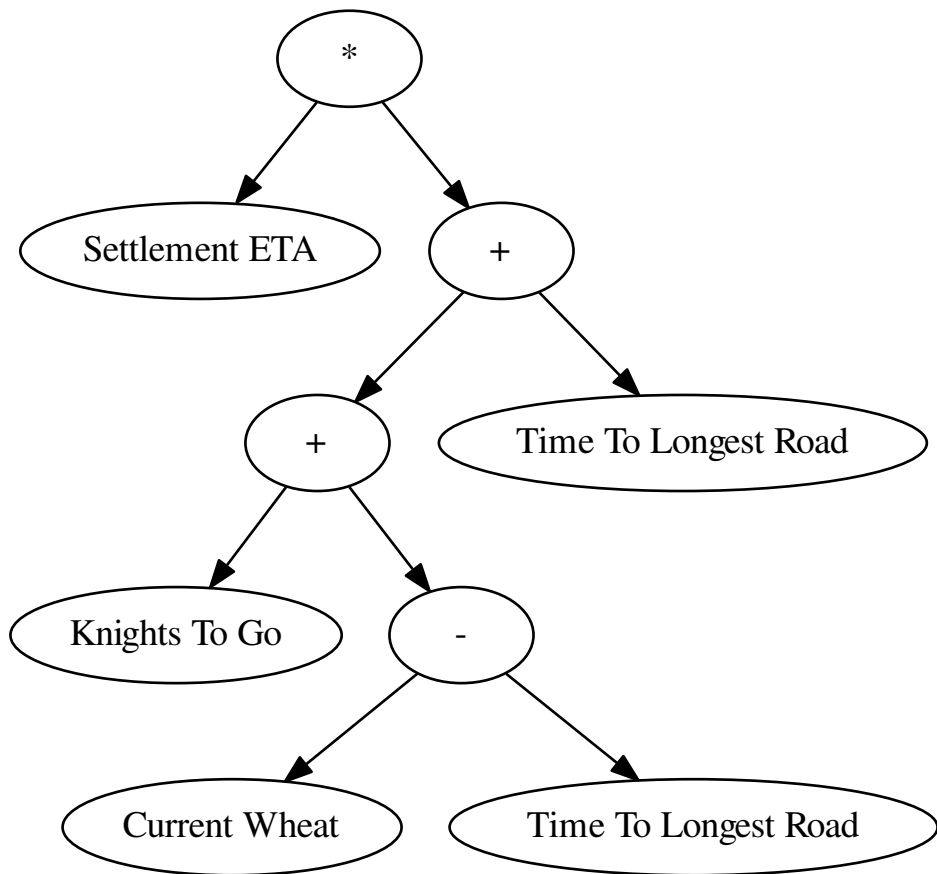 *
Settlement ETA
+
+
Time To Longest Road
Knights To Go
-
Current Wheat
Time To Longest Road